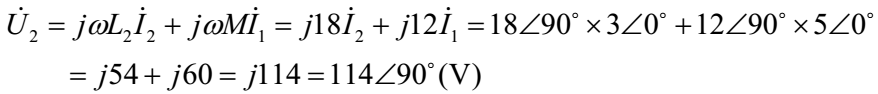 U̇₂ = jωL₂İ₂ + jωMİ₁ = j18İ₂ + j12İ₁ = 18∠90° × 3∠0° + 12∠90° × 5∠0°
= j54 + j60 = j114 = 114∠90°(V)